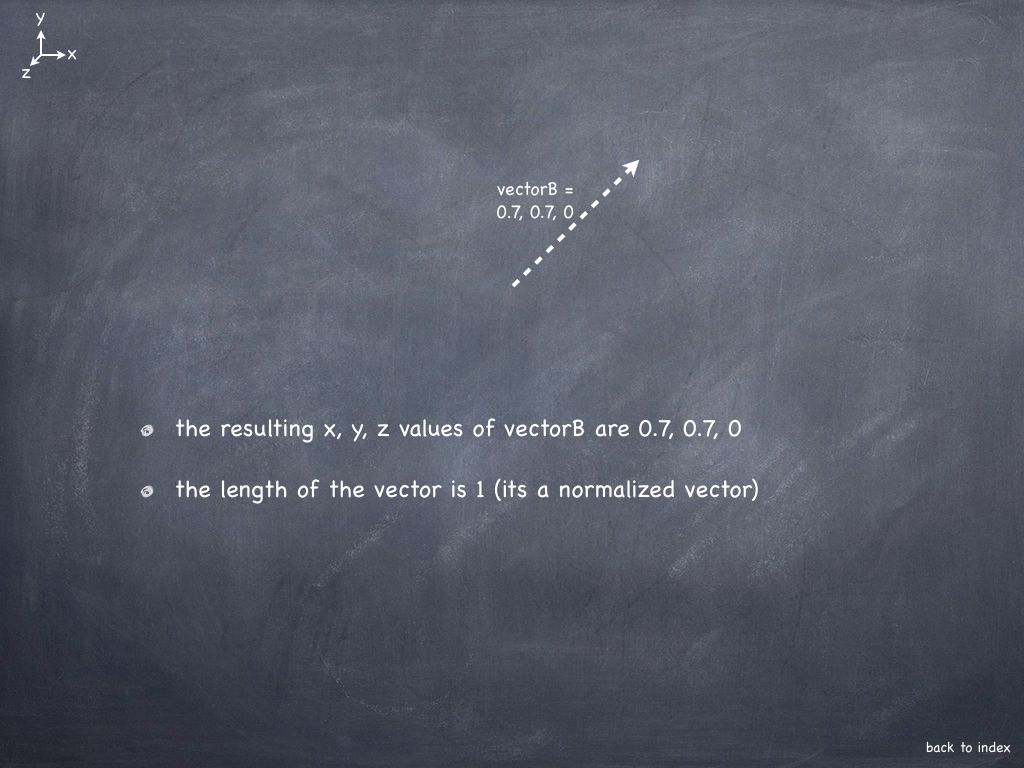 y
x
z
vectorB =
0.7, 0.7, 0
the resulting x, y, z values of vectorB are 0.7, 0.7, 0
the length of the vector is 1 (its a normalized vector)
back to index